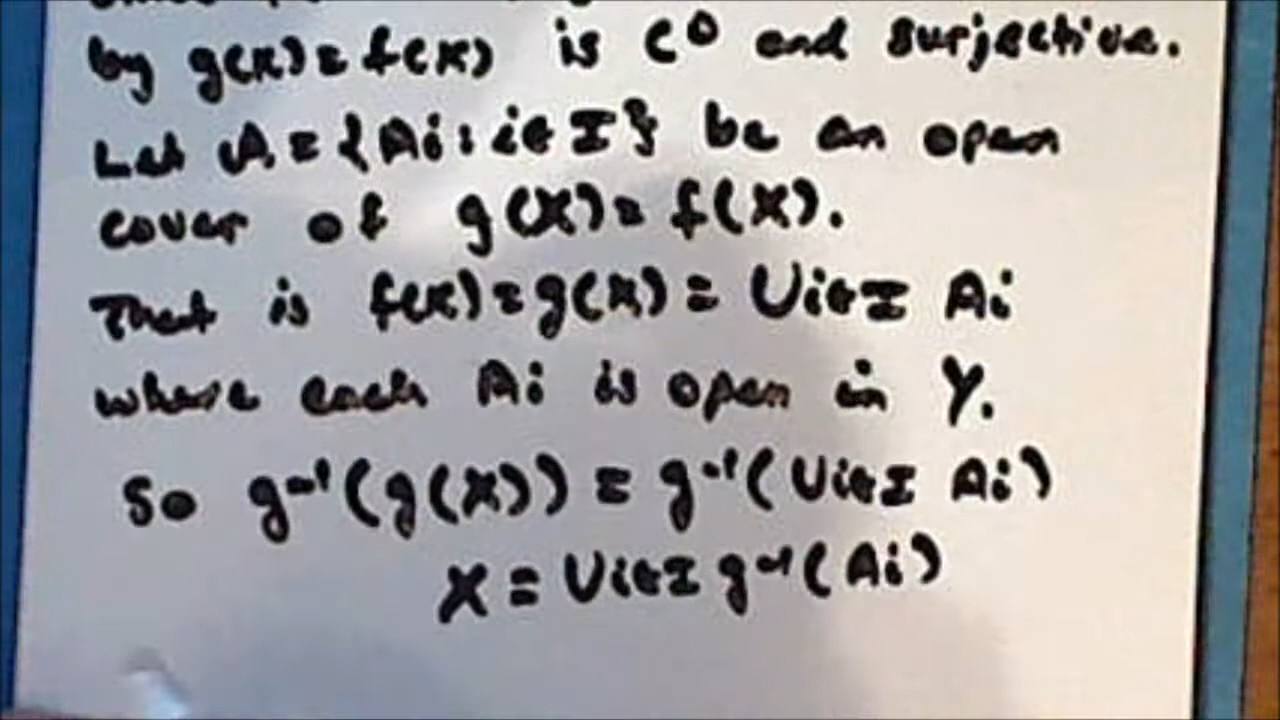 by g(x) = f(x) is C⁰ and surjective.
Let A = {Ai : i ∈ I} be an open
cover of g(X) = f(X).
That is f(x) = g(x) = ∪i∈I Ai
where each Ai is open in Y.
So g⁻¹(g(X)) = g⁻¹(∪i∈I Ai)
X = ∪i∈I g⁻¹(Ai)